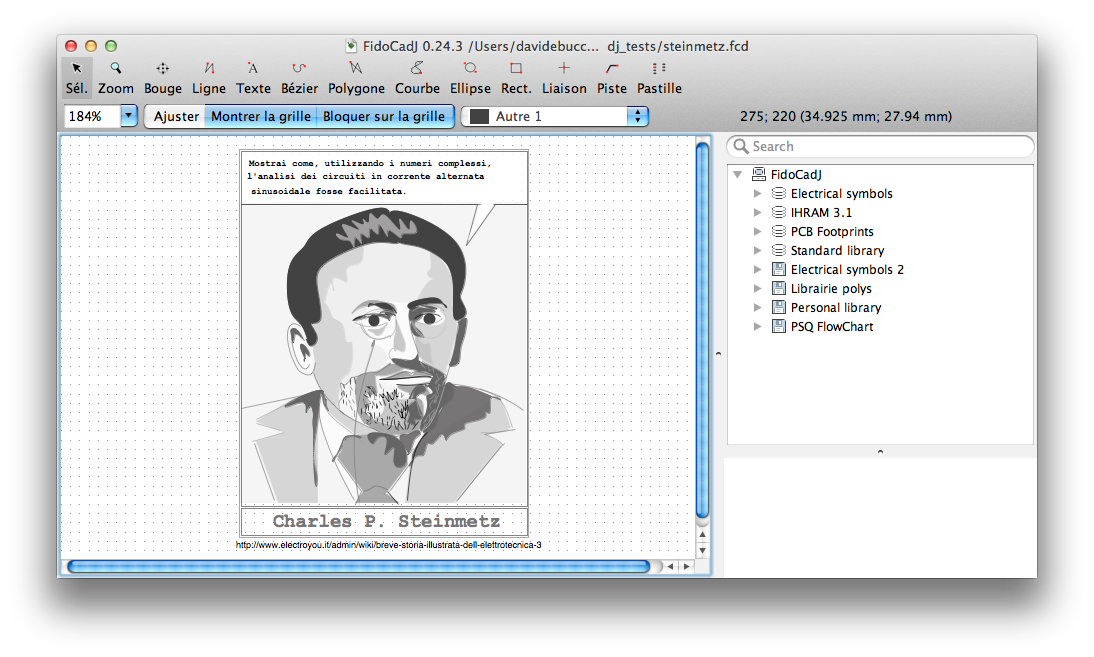 FidoCadJ 0.24.3 /Users/davidebucc... dj_tests/steinmetz.fcd
Sél. Zoom Bouge Ligne Texte Bézier Polygone Courbe Ellipse Rect. Liaison Piste Pastille
184% Ajuster Montrer la grille Bloquer sur la grille Autre 1 275; 220 (34.925 mm; 27.94 mm)
Mostrai come, utilizzando i numeri complessi,
l'analisi dei circuiti in corrente alternata
sinusoidale fosse facilitata.
Charles P. Steinmetz
http://www.electroyou.it/admin/wiki/breve-storia-illustrata-dell-elettrotecnica-3
Search
FidoCadJ
Electrical symbols
IHRAM 3.1
PCB Footprints
Standard library
Electrical symbols 2
Librairie polys
Personal library
PSQ FlowChart